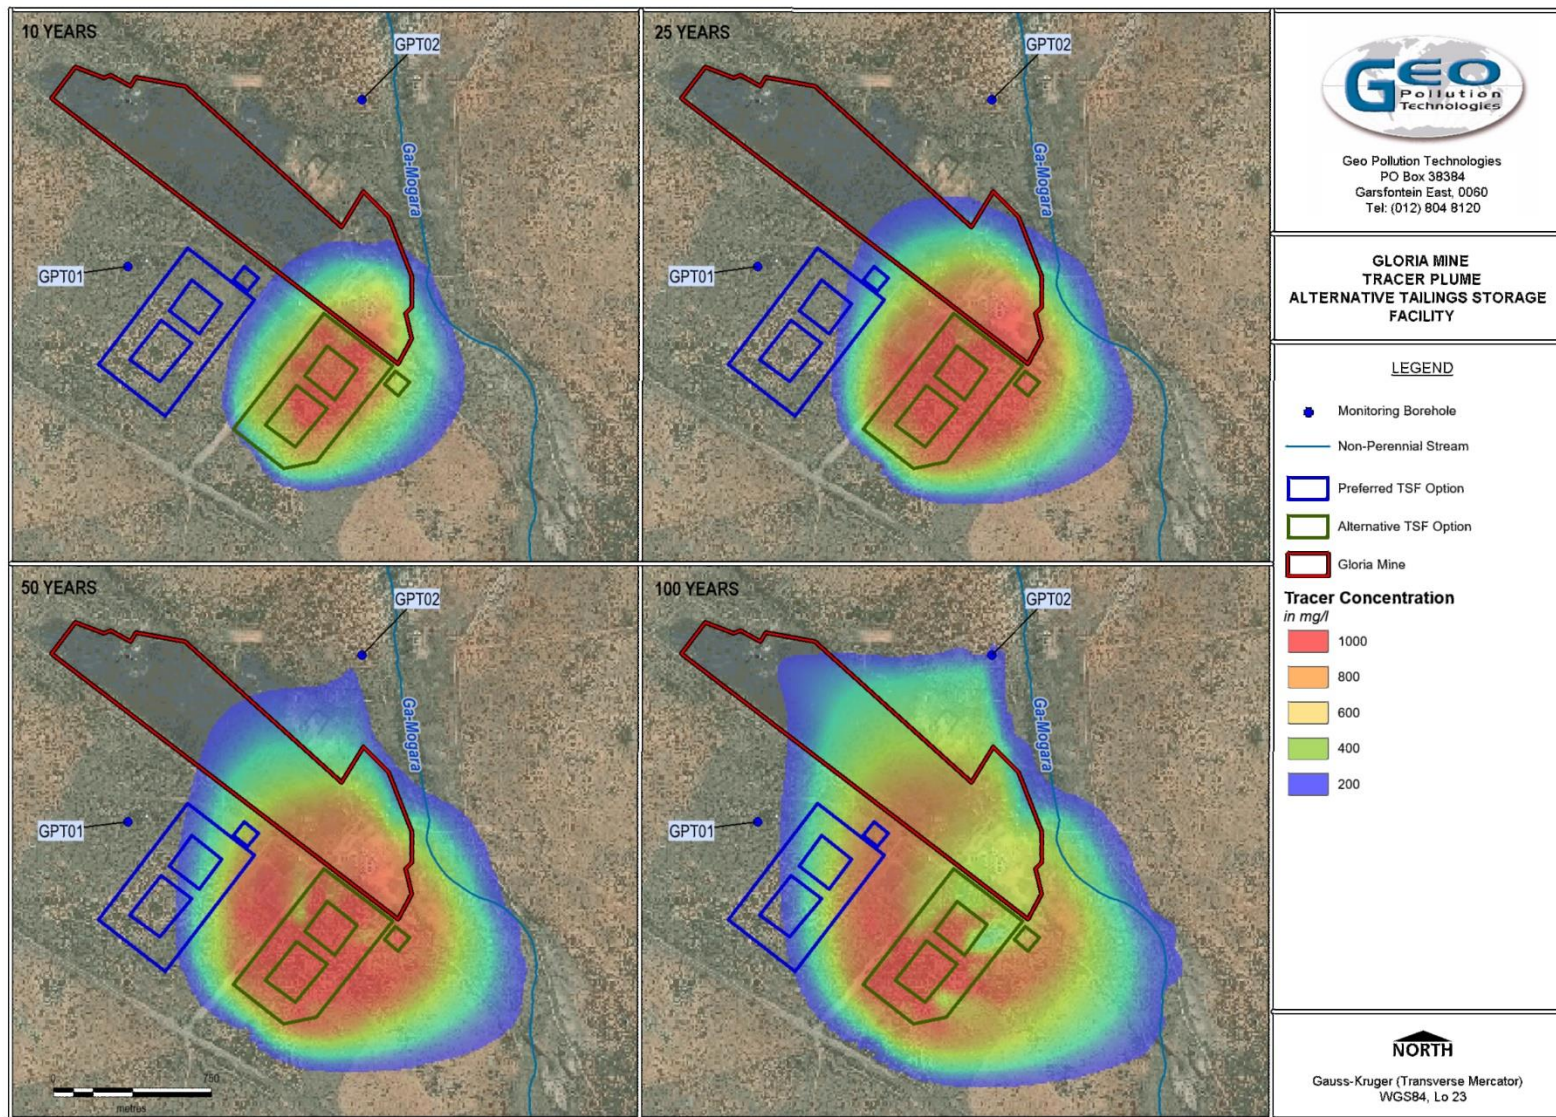 10 YEARS
GPT02
Ga-Mogara
GPT01
25 YEARS
GPT02
Ga-Mogara
GPT01
50 YEARS
GPT02
Ga-Mogara
GPT01
0
750
metres
100 YEARS
GPT02
Ga-Mogara
GPT01
GEO
Pollution
Technologies
Geo Pollution Technologies
PO Box 38384
Garsfontein East, 0060
Tel: (012) 804 8120
GLORIA MINE
TRACER PLUME
ALTERNATIVE TAILINGS STORAGE
FACILITY
LEGEND
Monitoring Borehole
Non-Perennial Stream
Preferred TSF Option
Alternative TSF Option
Gloria Mine
Tracer Concentration
in mg/l
1000
800
600
400
200
NORTH
Gauss-Kruger (Transverse Mercator)
WGS84, Lo 23